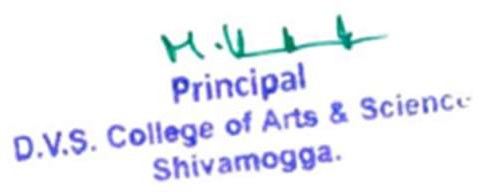 Principal
D.V.S. College of Arts & Science
Shivamogga.